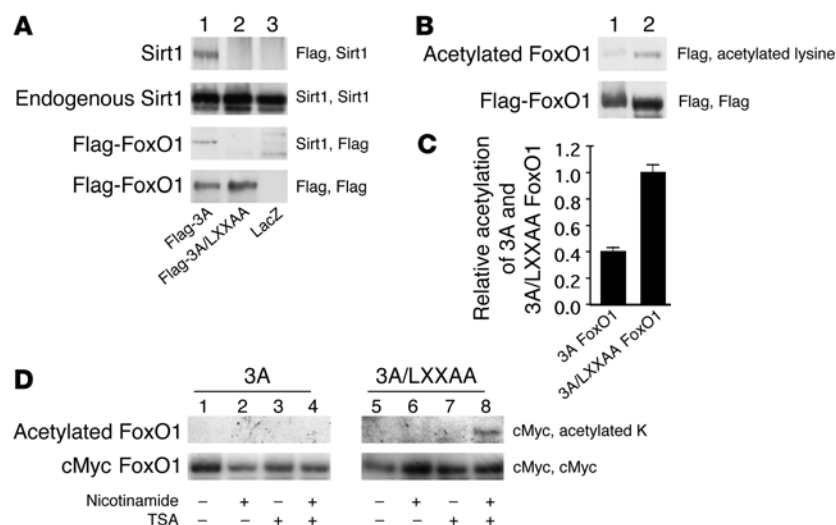 A
1 2 3
Sirt1 Flag, Sirt1
Endogenous Sirt1 Sirt1, Sirt1
Flag-FoxO1 Sirt1, Flag
Flag-FoxO1 Flag, Flag
Flag-3A
Flag-3A/LXXAA
LacZ
B
1 2
Acetylated FoxO1 Flag, acetylated lysine
Flag-FoxO1 Flag, Flag
C
Relative acetylation
of 3A and
3A/LXXAA FoxO1
1.2
1.0
0.8
0.6
0.4
0.2
0.0
3A FoxO1
3A/LXXAA FoxO1
D
3A 3A/LXXAA
1 2 3 4 5 6 7 8
Acetylated FoxO1 cMyc, acetylated K
cMyc FoxO1 cMyc, cMyc
Nicotinamide – + – + – + – +
TSA – – + + – – + +